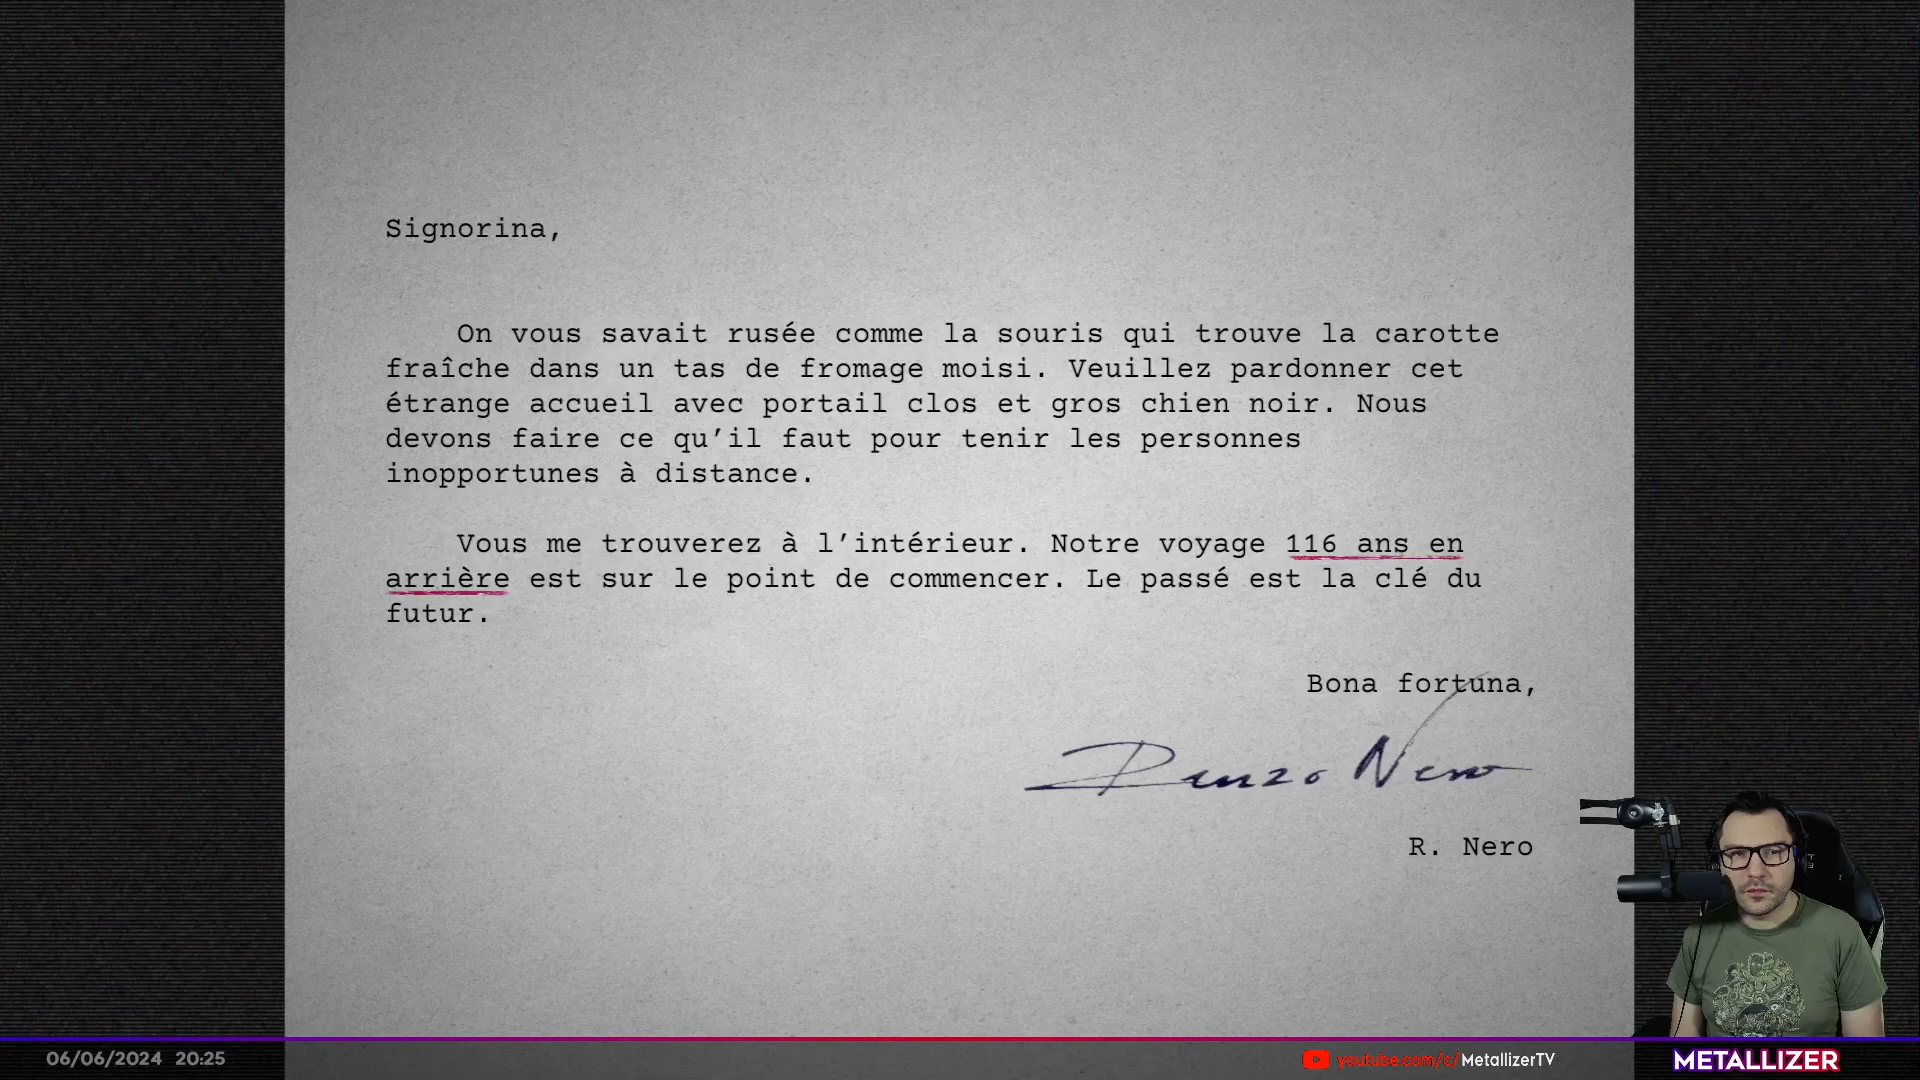 Signorina,
On vous savait rusée comme la souris qui trouve la carotte
fraîche dans un tas de fromage moisi. Veuillez pardonner cet
étrange accueil avec portail clos et gros chien noir. Nous
devons faire ce qu’il faut pour tenir les personnes
inopportunes à distance.
Vous me trouverez à l’intérieur. Notre voyage 116 ans en
arrière est sur le point de commencer. Le passé est la clé du
futur.
Bona fortuna,
Renzo Nero
R. Nero
06/06/2024 20:25
youtube.com/c/MetallizerTV
METALLIZER